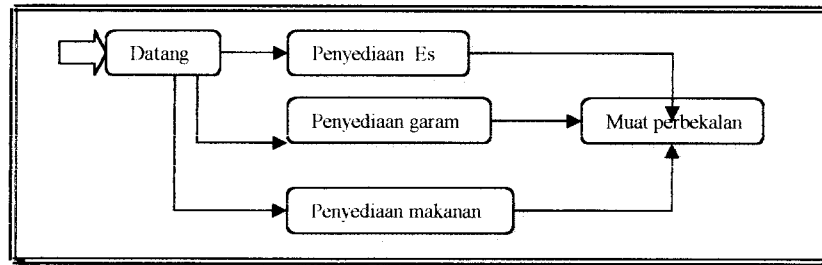 Datang
Penyediaan Es
Penyediaan garam
Muat perbekalan
Penyediaan makanan